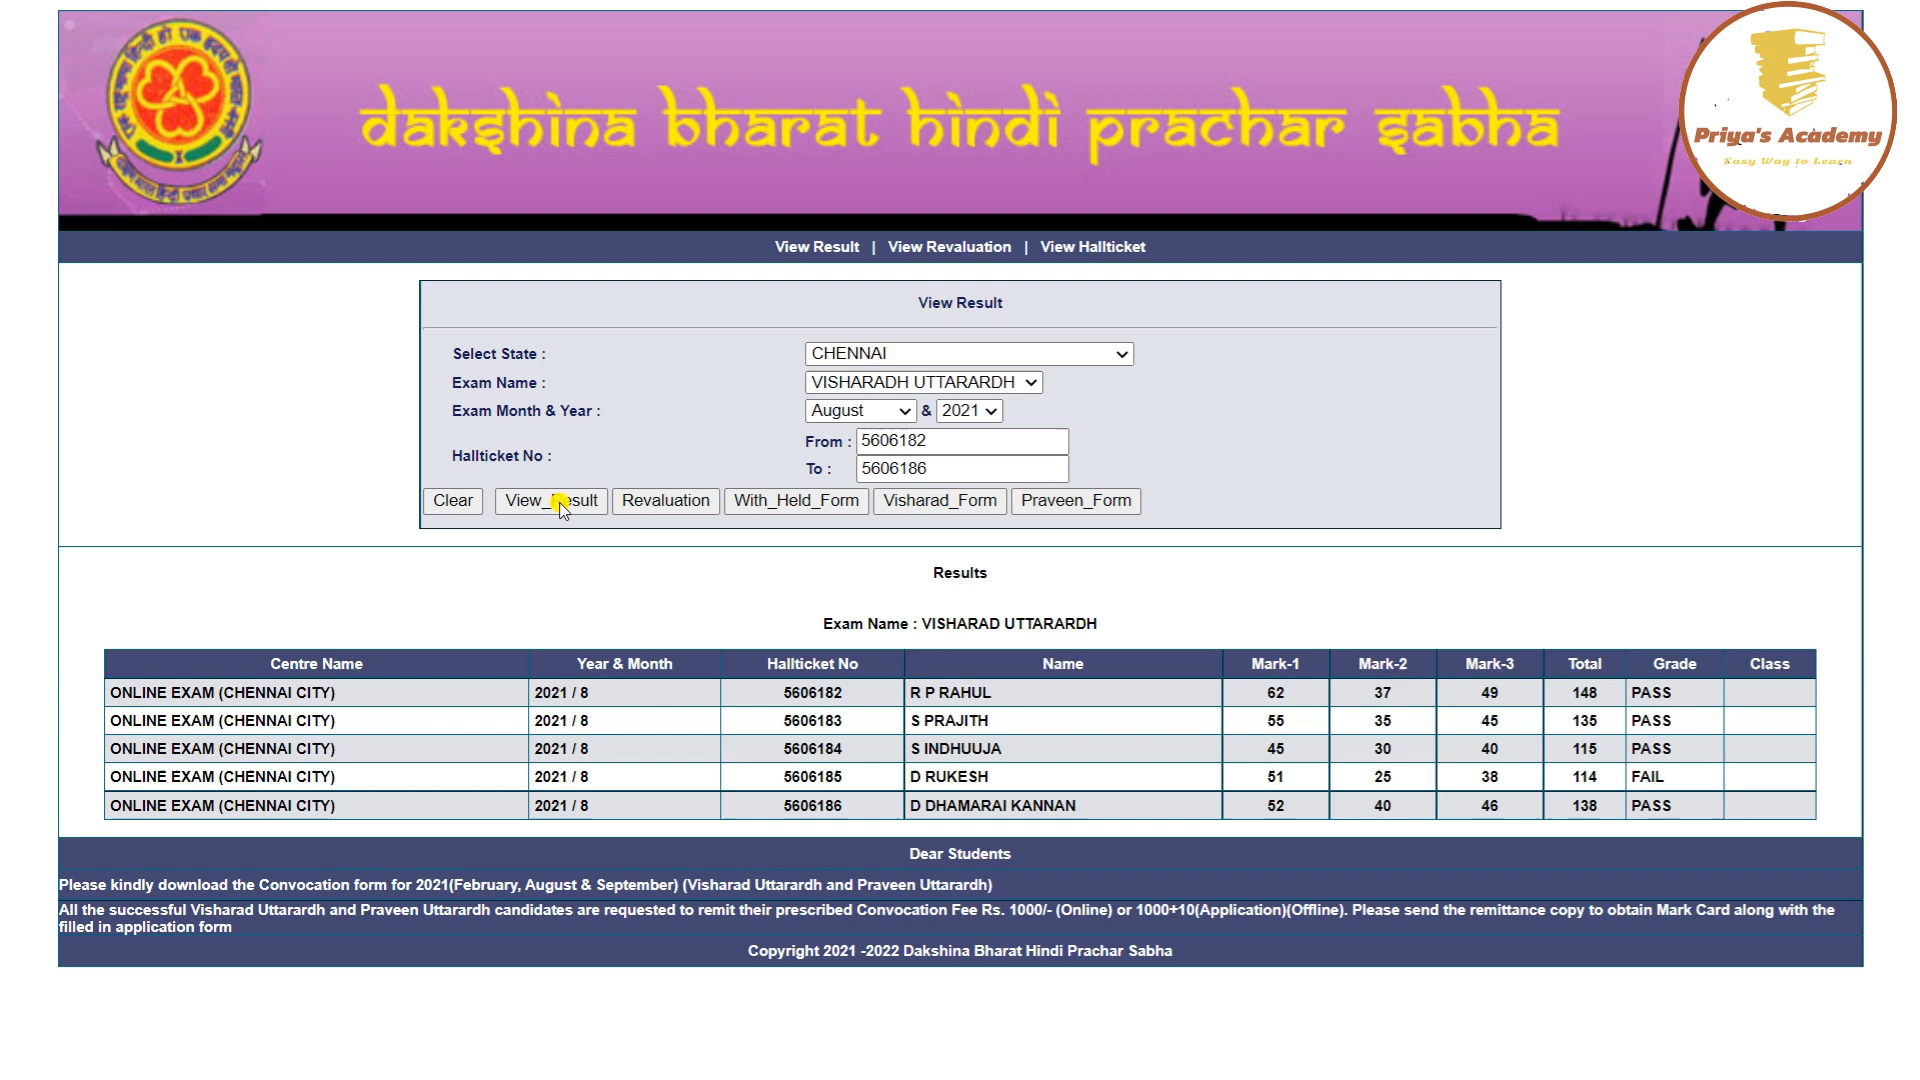 dakshina bharat hindi prachar sabha
Priya's Academy
Easy Way to Learn
View Result | View Revaluation | View Hallticket
View Result
Select State : CHENNAI
Exam Name : VISHARADH UTTARARDH
Exam Month & Year : August & 2021
Hallticket No :
From : 5606182
To : 5606186
Clear View_Result Revaluation With_Held_Form Visharad_Form Praveen_Form
Results
Exam Name : VISHARAD UTTARARDH
Centre Name Year & Month Hallticket No Name Mark-1 Mark-2 Mark-3 Total Grade Class
ONLINE EXAM (CHENNAI CITY) 2021 / 8 5606182 R P RAHUL 62 37 49 148 PASS
ONLINE EXAM (CHENNAI CITY) 2021 / 8 5606183 S PRAJITH 55 35 45 135 PASS
ONLINE EXAM (CHENNAI CITY) 2021 / 8 5606184 S INDHUUJA 45 30 40 115 PASS
ONLINE EXAM (CHENNAI CITY) 2021 / 8 5606185 D RUKESH 51 25 38 114 FAIL
ONLINE EXAM (CHENNAI CITY) 2021 / 8 5606186 D DHAMARAI KANNAN 52 40 46 138 PASS
Dear Students
Please kindly download the Convocation form for 2021(February, August & September) (Visharad Uttarardh and Praveen Uttarardh)
All the successful Visharad Uttarardh and Praveen Uttarardh candidates are requested to remit their prescribed Convocation Fee Rs. 1000/- (Online) or 1000+10(Application)(Offline). Please send the remittance copy to obtain Mark Card along with the
filled in application form
Copyright 2021 -2022 Dakshina Bharat Hindi Prachar Sabha